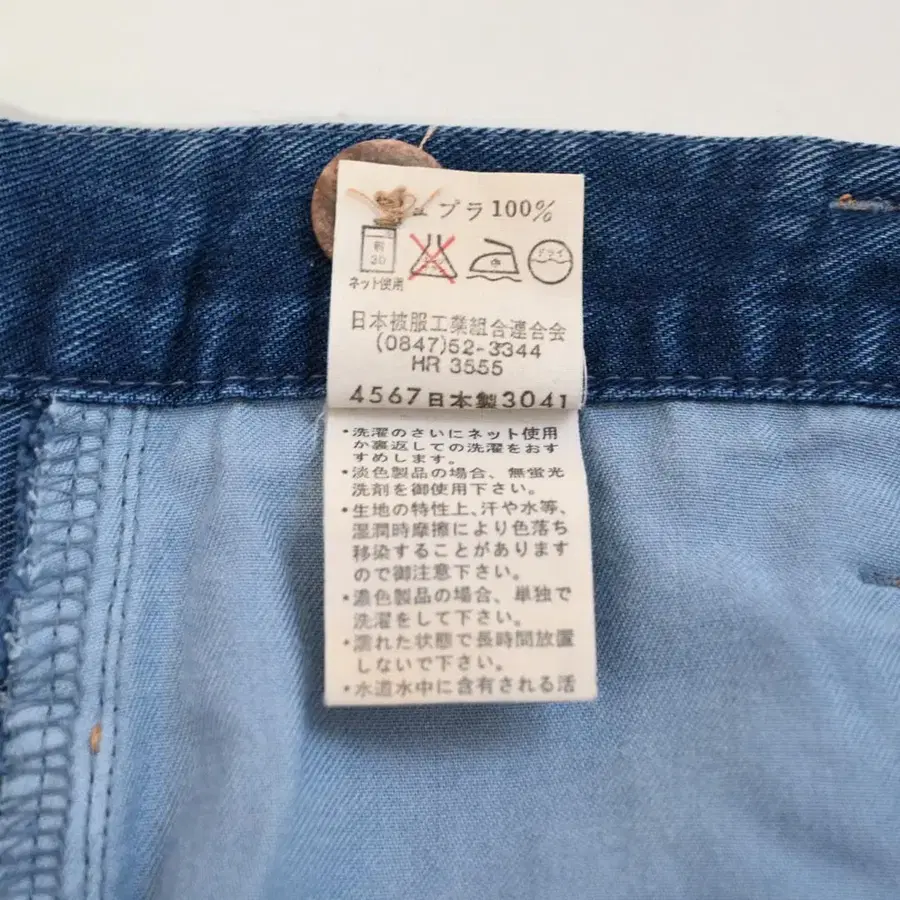 ュプラ100%
弱
30
中
ドライ
ネット使用
日本被服工業組合連合会
(0847)52-3344
HR 3555
4567日本製3041
・洗濯のさいにネット使用
か裏返しての洗濯をおす
すめします。
・淡色製品の場合、無蛍光
洗剤を御使用下さい。
・生地の特性上、汗や水等、
湿潤時摩擦により色落ち
移染することがあります
ので御注意下さい。
・濃色製品の場合、単独で
洗濯をして下さい。
・濡れた状態で長時間放置
しないで下さい。
・水道水中に含有される活